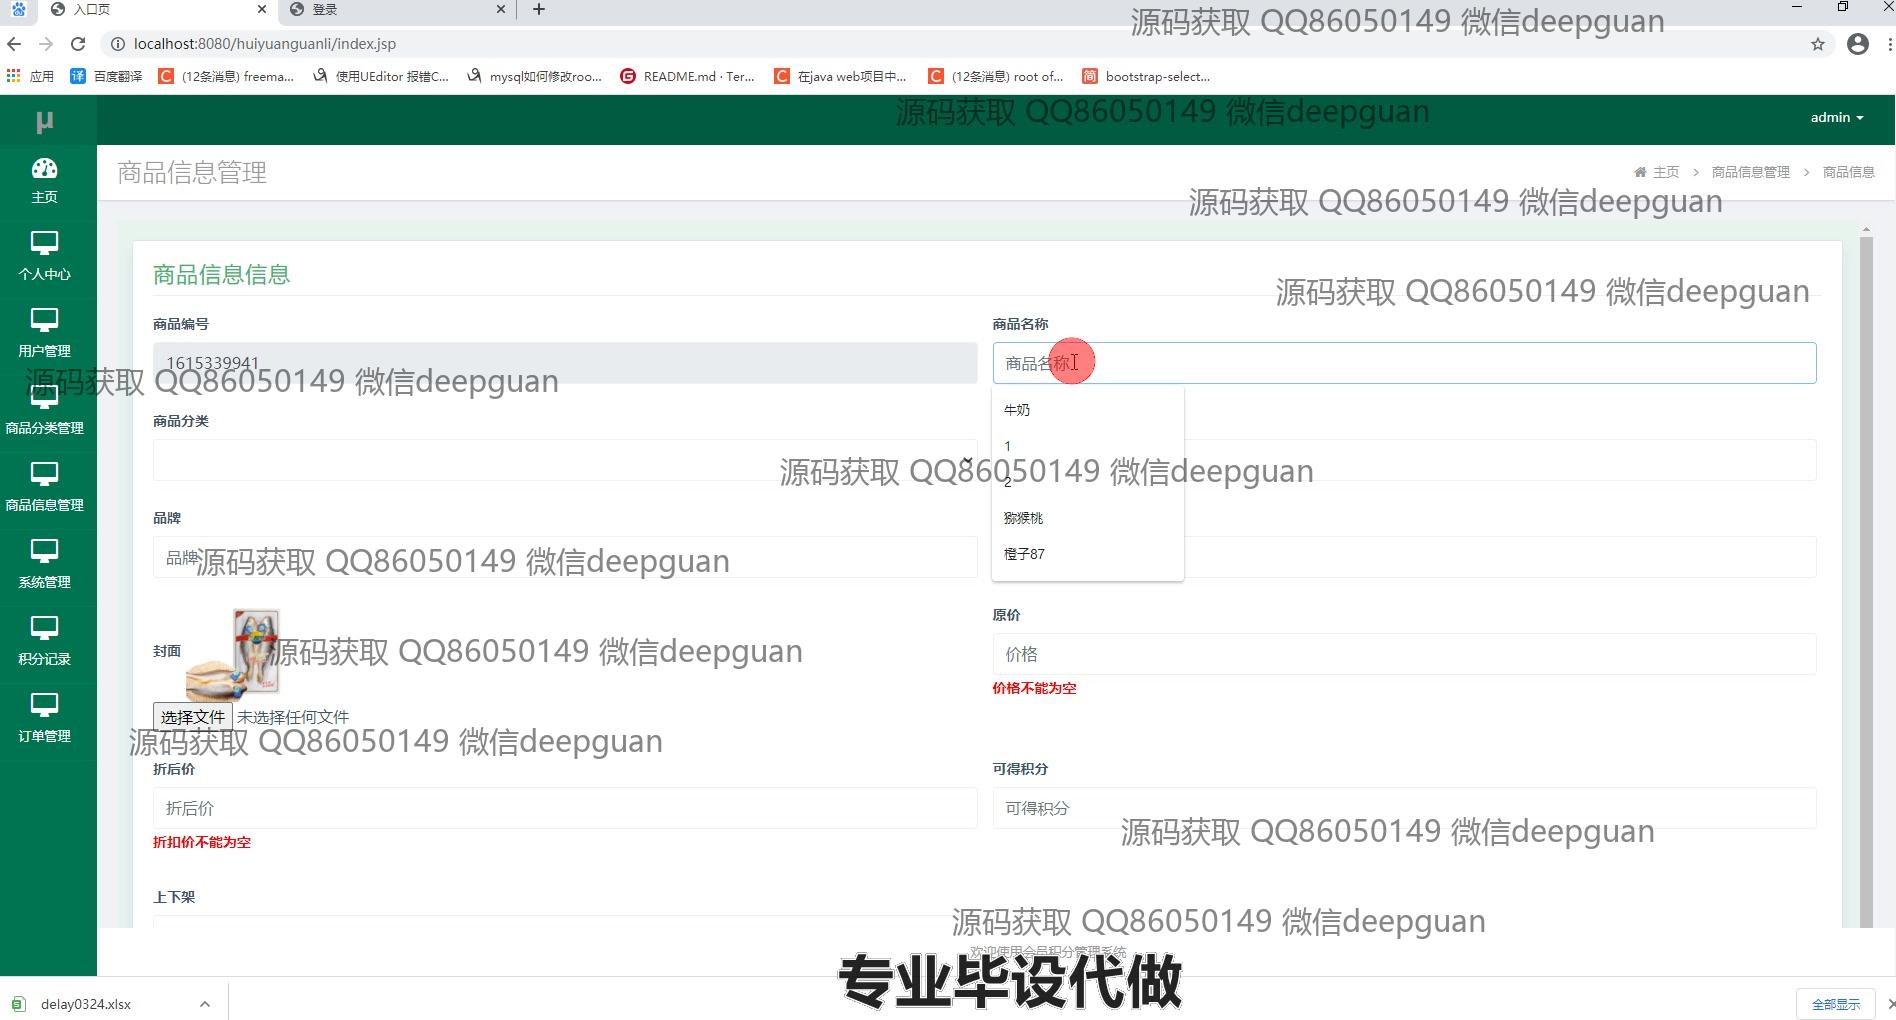 入口页
登录
源码获取 QQ86050149 微信deepguan
localhost:8080/huiyuanguanli/index.jsp
应用
百度翻译
(12条消息) freema...
使用UEditor 报错C...
mysql如何修改roo...
README.md · Ter...
在java web项目中...
(12条消息) root of...
bootstrap-select...
μ
源码获取 QQ86050149 微信deepguan
admin
主页
商品信息管理
主页 > 商品信息管理 > 商品信息
源码获取 QQ86050149 微信deepguan
个人中心
商品信息信息
源码获取 QQ86050149 微信deepguan
商品编号
商品名称
用户管理
1615339941
商品名称
源码获取 QQ86050149 微信deepguan
牛奶
商品分类管理
商品分类
1
源码获取 QQ86050149 微信deepguan
2
商品信息管理
品牌
猕猴桃
品牌
橙子87
源码获取 QQ86050149 微信deepguan
系统管理
原价
封面
价格
源码获取 QQ86050149 微信deepguan
积分记录
价格不能为空
选择文件 未选择任何文件
订单管理
源码获取 QQ86050149 微信deepguan
折后价
可得积分
折后价
可得积分
源码获取 QQ86050149 微信deepguan
折扣价不能为空
上下架
源码获取 QQ86050149 微信deepguan
欢迎使用会员积分管理系统
专业毕设代做
delay0324.xlsx
全部显示